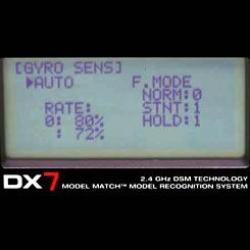 [GYRO SENS]
▶AUTO F.MODE
NORM:0
RATE: STNT:1
0: 80% HOLD:1
: 72%
DX7 2.4 GHz DSM TECHNOLOGY
MODEL MATCH™ MODEL RECOGNITION SYSTEM